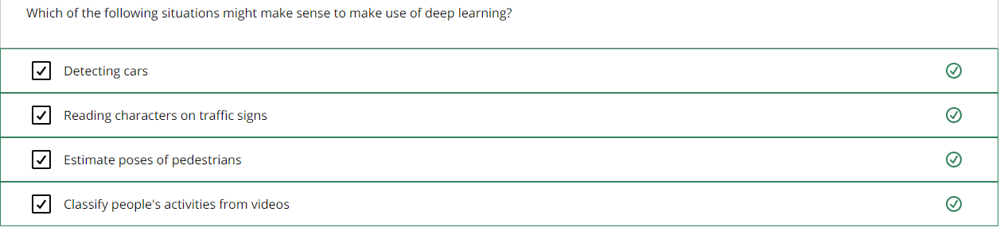 Which of the following situations might make sense to make use of deep learning?
Detecting cars
Reading characters on traffic signs
Estimate poses of pedestrians
Classify people's activities from videos